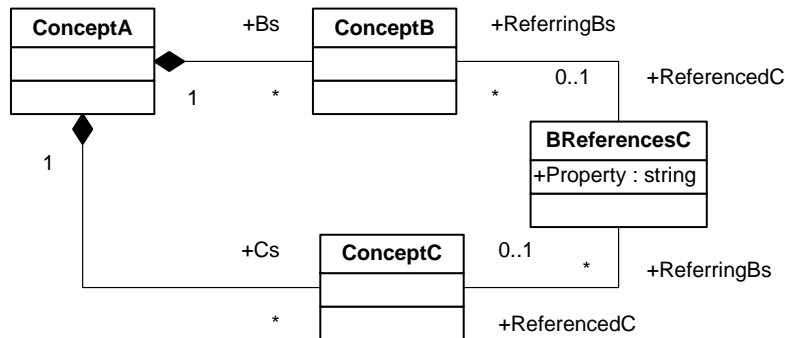 ConceptA
+Bs
ConceptB
+ReferringBs
1
*
*
0..1
+ReferencedC
BReferencesC
+Property : string
1
+Cs
ConceptC
0..1
*
+ReferringBs
*
+ReferencedC